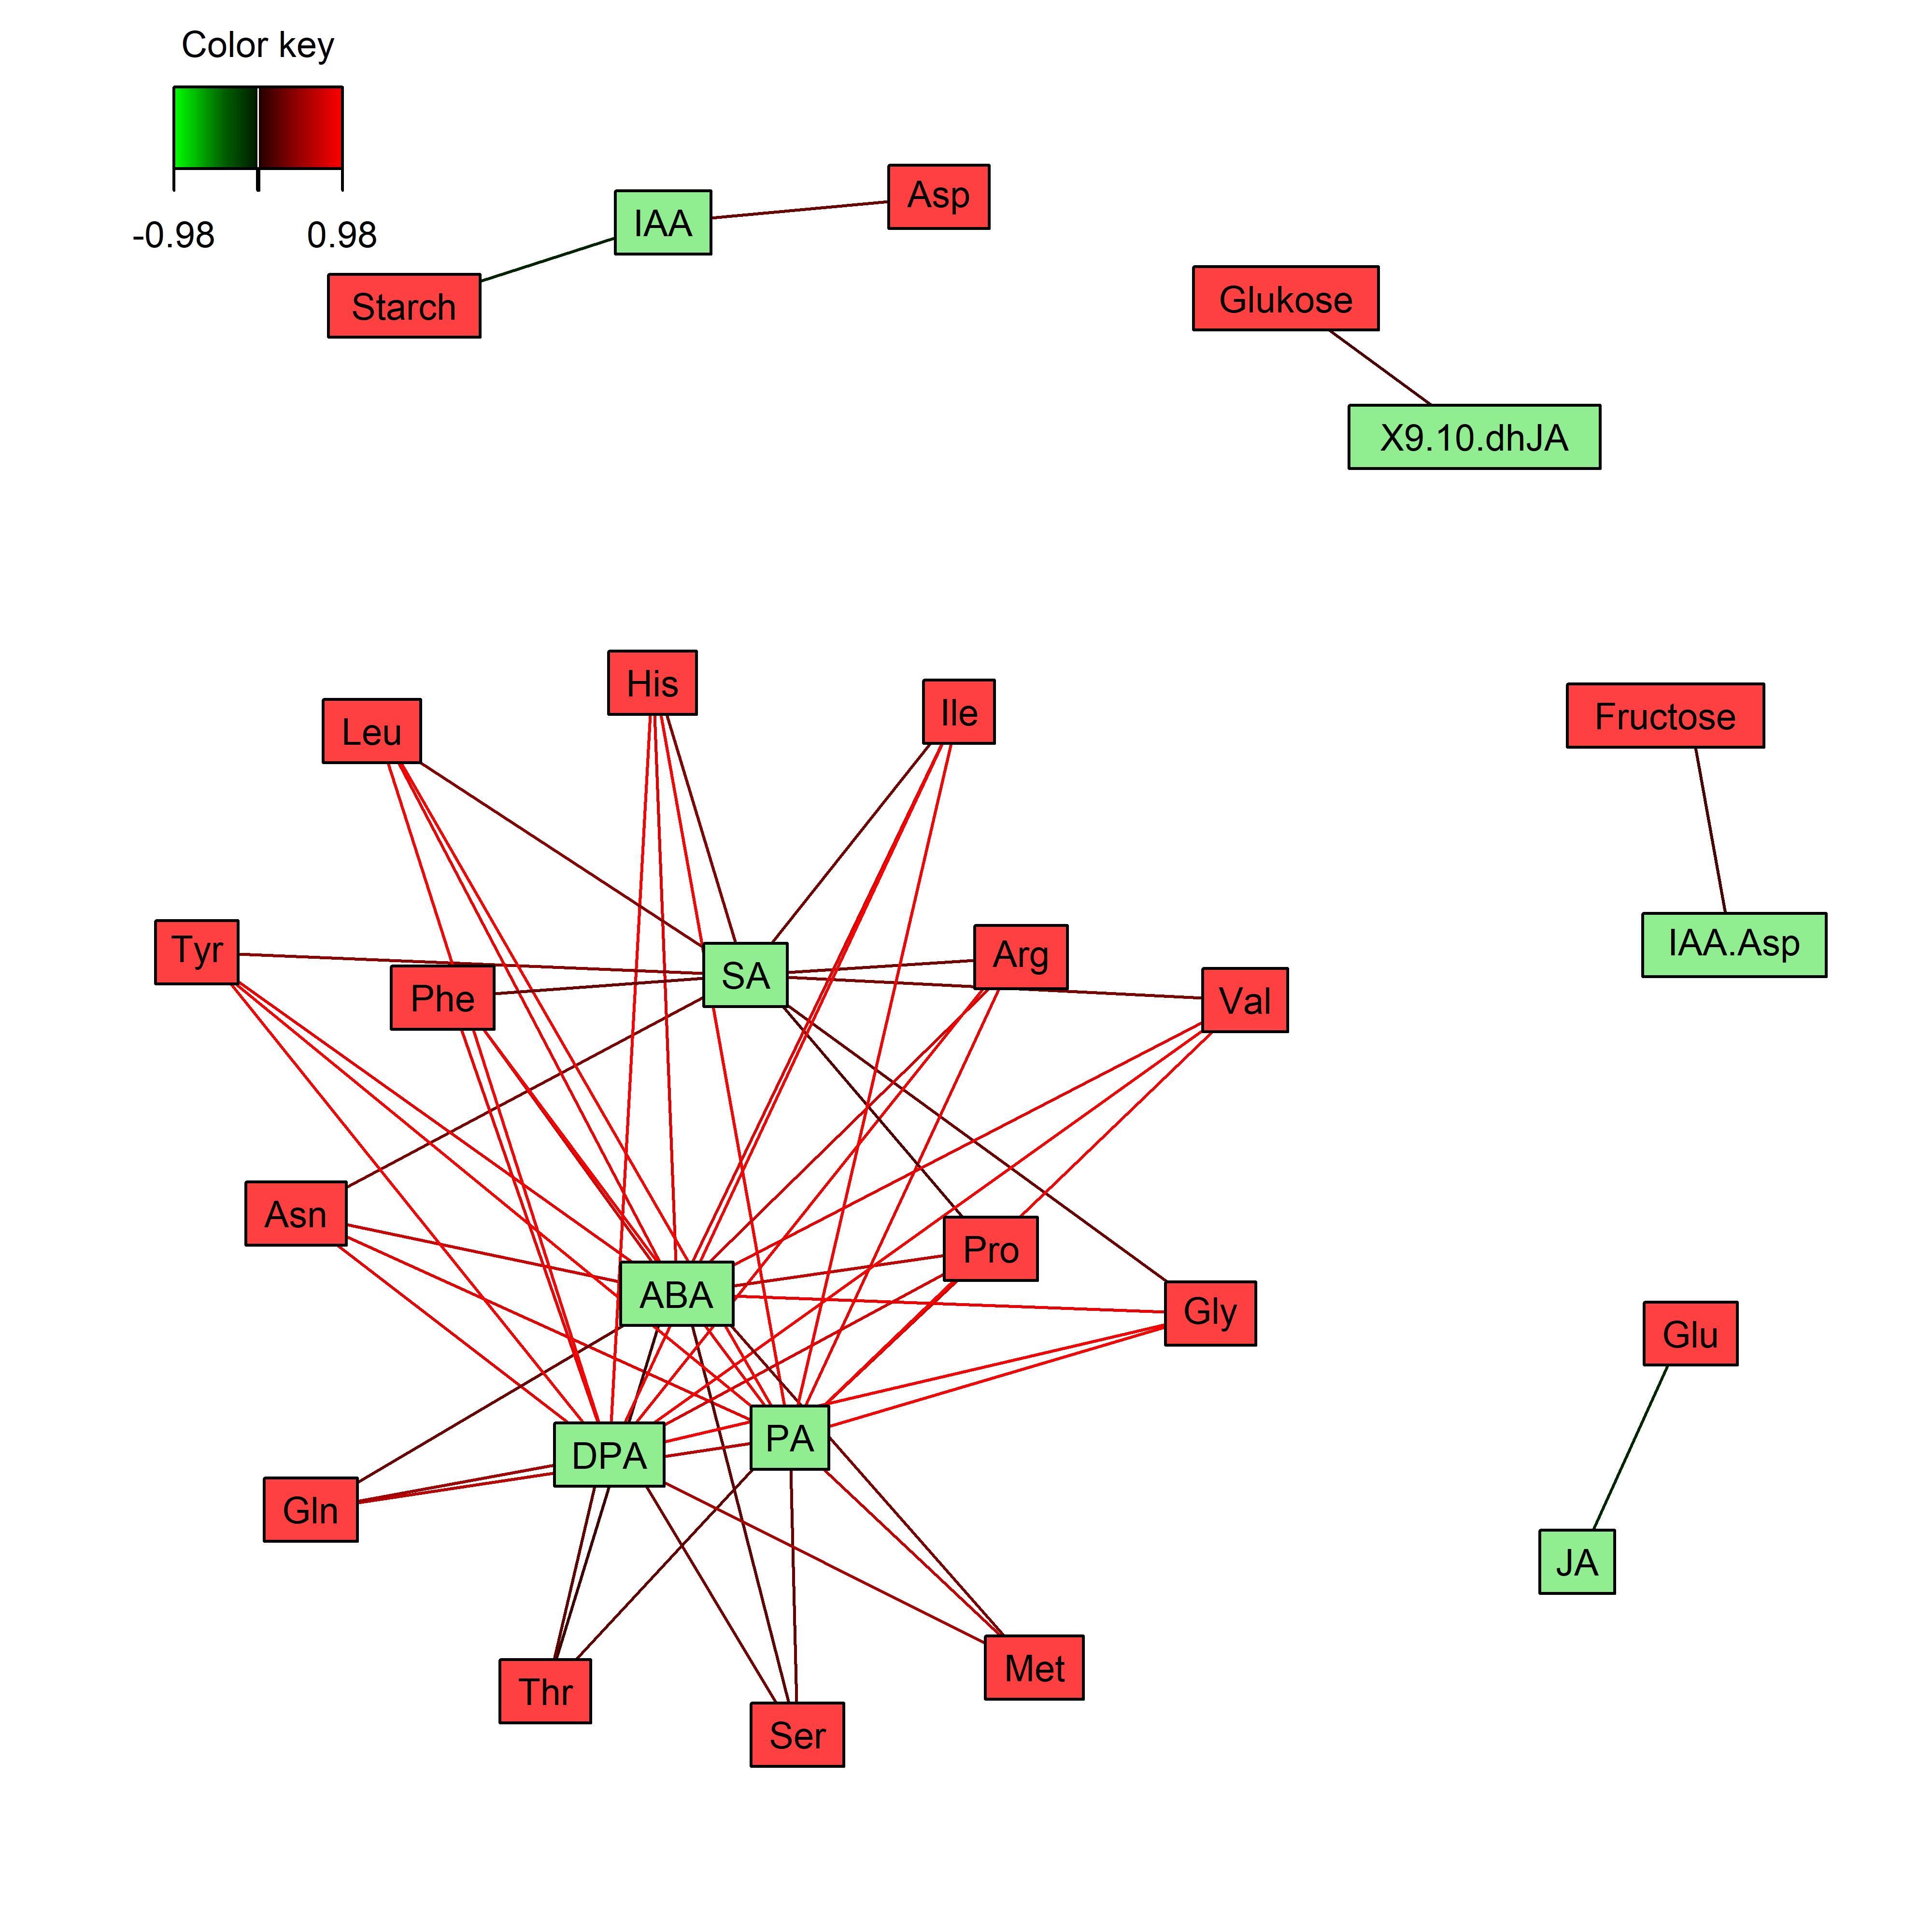 Color key
-0.98 0.98
Asp
IAA
Starch
Glukose
X9.10.dhJA
His
Ile
Leu
Fructose
Tyr
Phe
SA
Arg
Val
IAA.Asp
Asn
Pro
ABA
Gly
Glu
DPA
PA
Gln
JA
Thr
Ser
Met